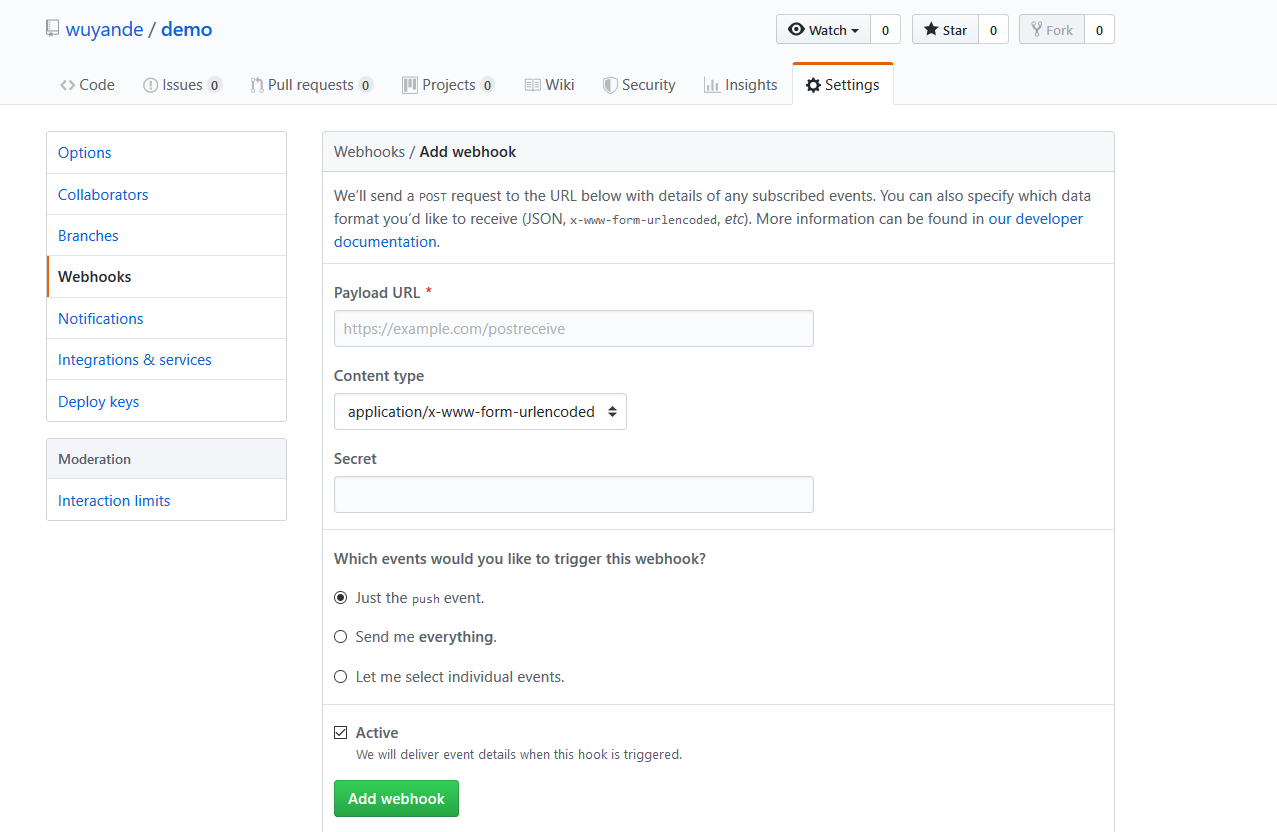 wuyande / demo
Watch 0 Star 0 Fork 0
Code Issues 0 Pull requests 0 Projects 0 Wiki Security Insights Settings
Options
Collaborators
Branches
Webhooks
Notifications
Integrations & services
Deploy keys
Moderation
Interaction limits
Webhooks / Add webhook
We’ll send a POST request to the URL below with details of any subscribed events. You can also specify which data
format you’d like to receive (JSON, x-www-form-urlencoded, etc). More information can be found in our developer
documentation.
Payload URL *
https://example.com/postreceive
Content type
application/x-www-form-urlencoded
Secret
Which events would you like to trigger this webhook?
Just the push event.
Send me everything.
Let me select individual events.
Active
We will deliver event details when this hook is triggered.
Add webhook